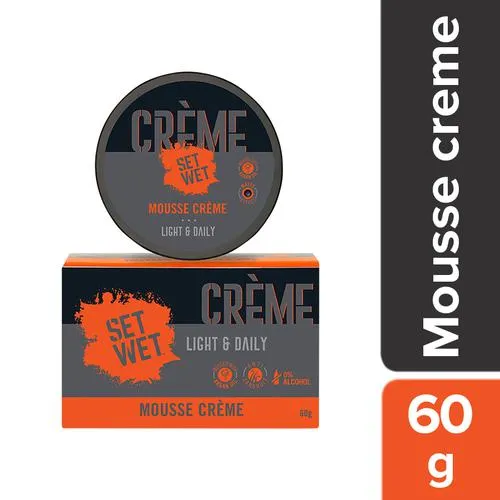 CRÈME
SET
WET
MOUSSE CRÈME
LIGHT & DAILY
CRÈME
SET
WET
LIGHT & DAILY
0%
ALCOHOL
MOUSSE CRÈME
60g
Mousse creme
60
g